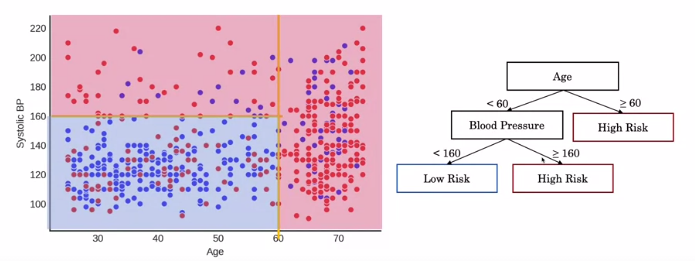 220
200
180
160
140
120
100
Systolic BP
30
40
50
60
70
Age
Age
< 60
≥ 60
Blood Pressure
High Risk
< 160
≥ 160
Low Risk
High Risk